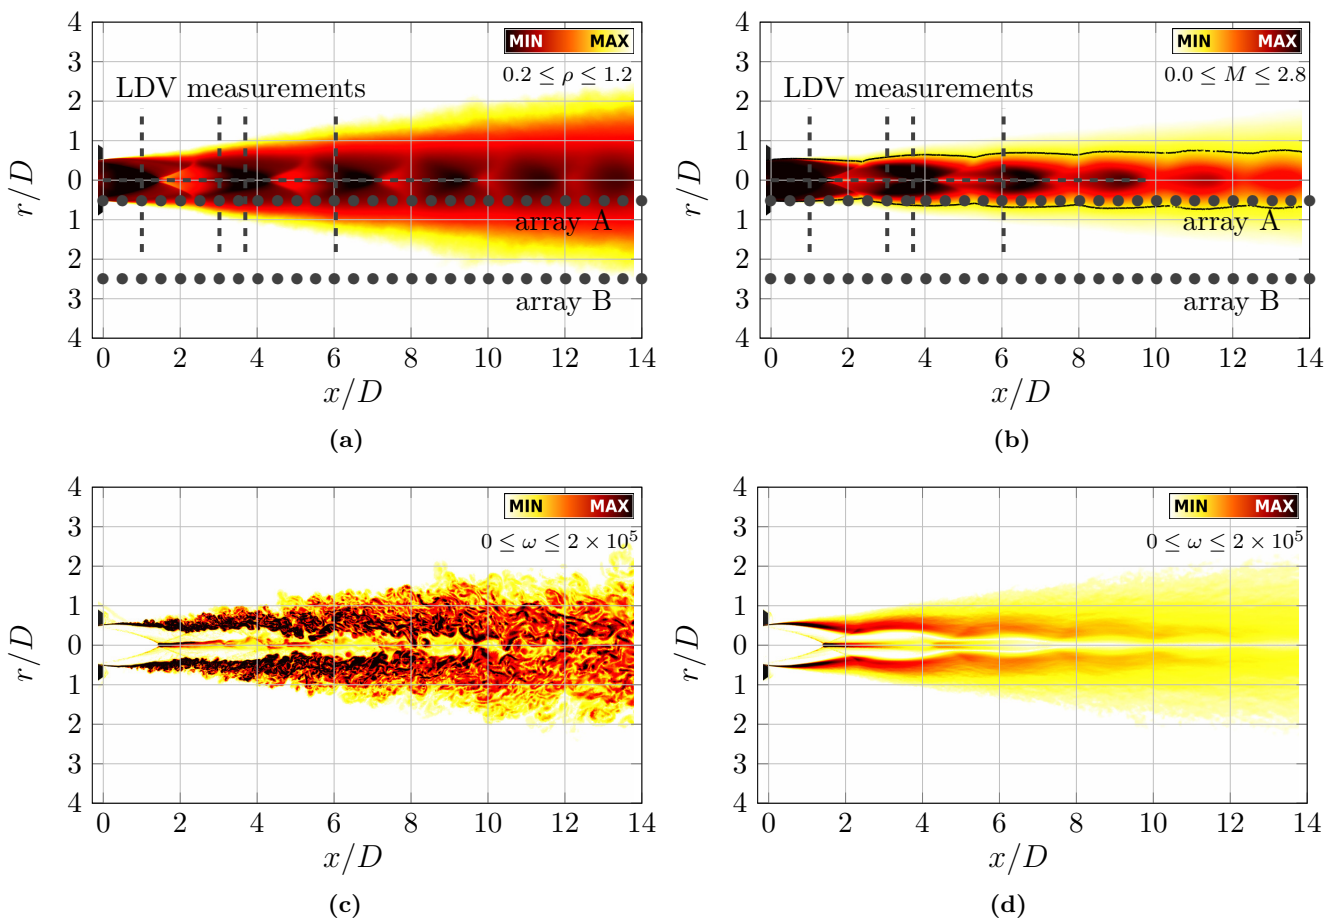 4
3
2
1
0
1
2
3
4
r/D
MIN MAX
0.2 ≤ ρ ≤ 1.2
LDV measurements
array A
array B
0 2 4 6 8 10 12 14
x/D
(a)
4
3
2
1
0
1
2
3
4
r/D
MIN MAX
0.0 ≤ M ≤ 2.8
LDV measurements
array A
array B
0 2 4 6 8 10 12 14
x/D
(b)
4
3
2
1
0
1
2
3
4
r/D
MIN MAX
0 ≤ ω ≤ 2 × 10⁵
0 2 4 6 8 10 12 14
x/D
(c)
4
3
2
1
0
1
2
3
4
r/D
MIN MAX
0 ≤ ω ≤ 2 × 10⁵
0 2 4 6 8 10 12 14
x/D
(d)